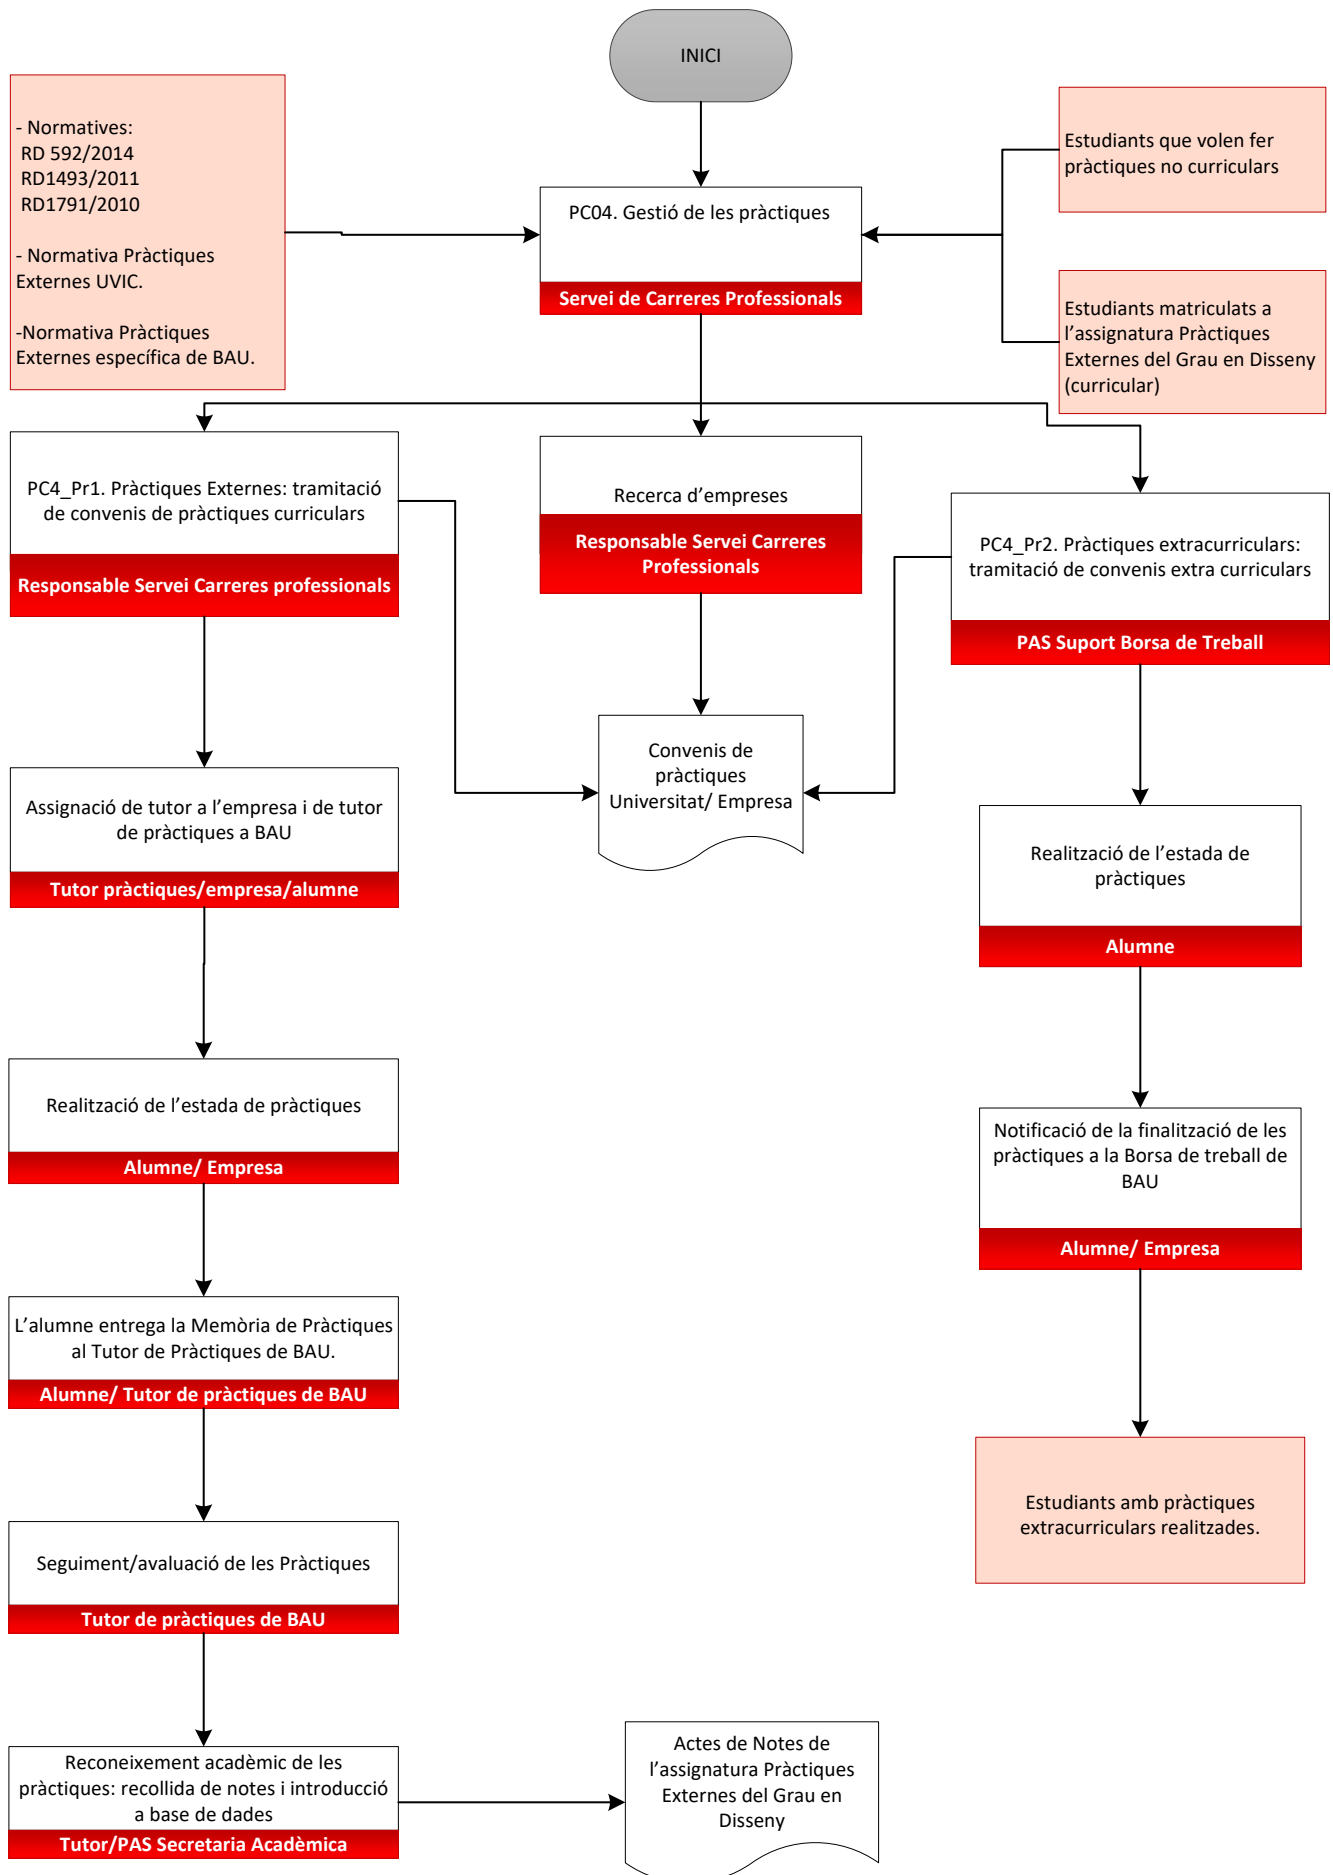 INICI
- Normatives:
RD 592/2014
RD1493/2011
RD1791/2010
- Normativa Pràctiques
Externes UVIC.
-Normativa Pràctiques
Externes específica de BAU.
PC04. Gestió de les pràctiques
Servei de Carreres Professionals
Estudiants que volen fer
pràctiques no curriculars
Estudiants matriculats a
l’assignatura Pràctiques
Externes del Grau en Disseny
(curricular)
PC4_Pr1. Pràctiques Externes: tramitació
de convenis de pràctiques curriculars
Responsable Servei Carreres professionals
Recerca d’empreses
Responsable Servei Carreres
Professionals
PC4_Pr2. Pràctiques extracurriculars:
tramitació de convenis extra curriculars
PAS Suport Borsa de Treball
Convenis de
pràctiques
Universitat/ Empresa
Assignació de tutor a l’empresa i de tutor
de pràctiques a BAU
Tutor pràctiques/empresa/alumne
Realització de l’estada de
pràctiques
Alumne
Realització de l’estada de pràctiques
Alumne/ Empresa
Notificació de la finalització de les
pràctiques a la Borsa de treball de
BAU
Alumne/ Empresa
L’alumne entrega la Memòria de Pràctiques
al Tutor de Pràctiques de BAU.
Alumne/ Tutor de pràctiques de BAU
Estudiants amb pràctiques
extracurriculars realitzades.
Seguiment/avaluació de les Pràctiques
Tutor de pràctiques de BAU
Reconeixement acadèmic de les
pràctiques: recollida de notes i introducció
a base de dades
Tutor/PAS Secretaria Acadèmica
Actes de Notes de
l’assignatura Pràctiques
Externes del Grau en
Disseny